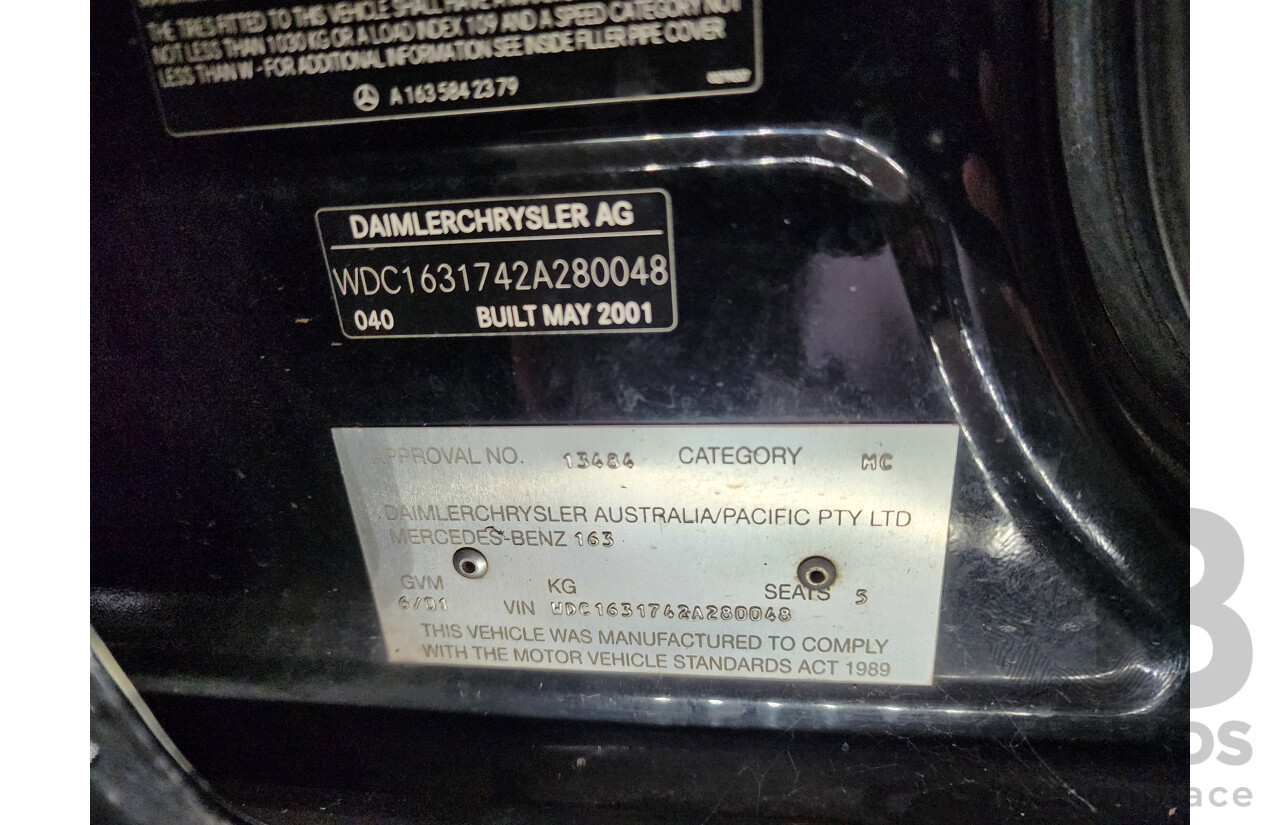 THE TIRES FITTED TO THIS VEHICLE SHALL HAVE A
NOT LESS THAN 1030 KG OR A LOAD INDEX 109 AND A SPEED CATEGORY NOT
LESS THAN W - FOR ADDITIONAL INFORMATION SEE INSIDE FILLER PIPE COVER
A 163 584 23 79
DAIMLERCHRYSLER AG
WDC1631742A280048
040 BUILT MAY 2001
APPROVAL NO. 13484 CATEGORY MC
DAIMLERCHRYSLER AUSTRALIA/PACIFIC PTY LTD
MERCEDES-BENZ 163
GVM KG SEATS 5
6/01 VIN WDC1631742A280048
THIS VEHICLE WAS MANUFACTURED TO COMPLY
WITH THE MOTOR VEHICLE STANDARDS ACT 1989